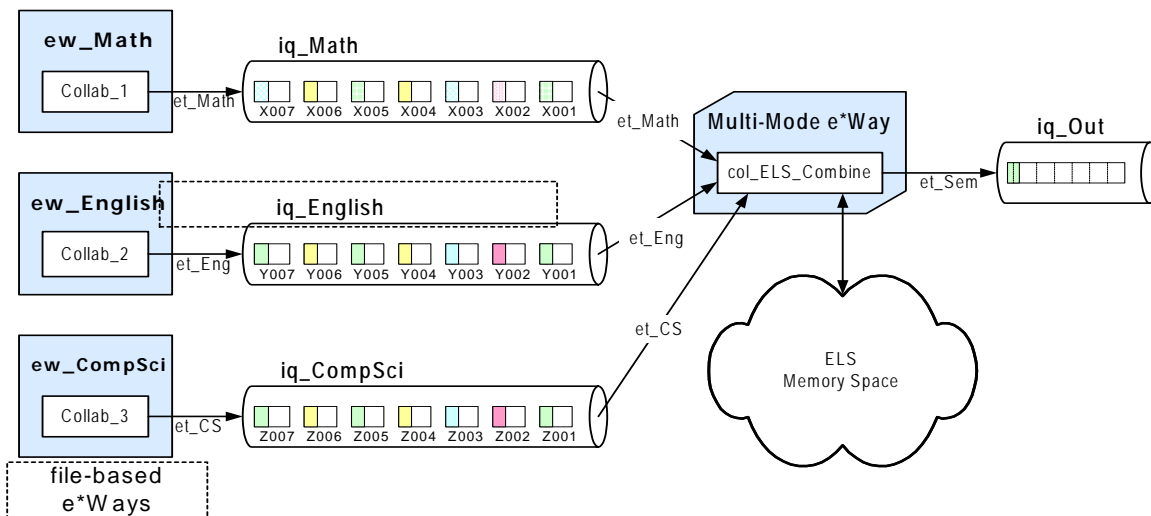 ew_Math
Collab_1
et_Math
iq_Math
X007 X006 X005 X004 X003 X002 X001
et_Math
Multi-Mode e*Way
col_ELS_Combine
et_Sem
iq_Out
ew_English
Collab_2
et_Eng
iq_English
Y007 Y006 Y005 Y004 Y003 Y002 Y001
et_Eng
ew_CompSci
Collab_3
et_CS
iq_CompSci
Z007 Z006 Z005 Z004 Z003 Z002 Z001
et_CS
ELS
Memory Space
file-based
e*Ways